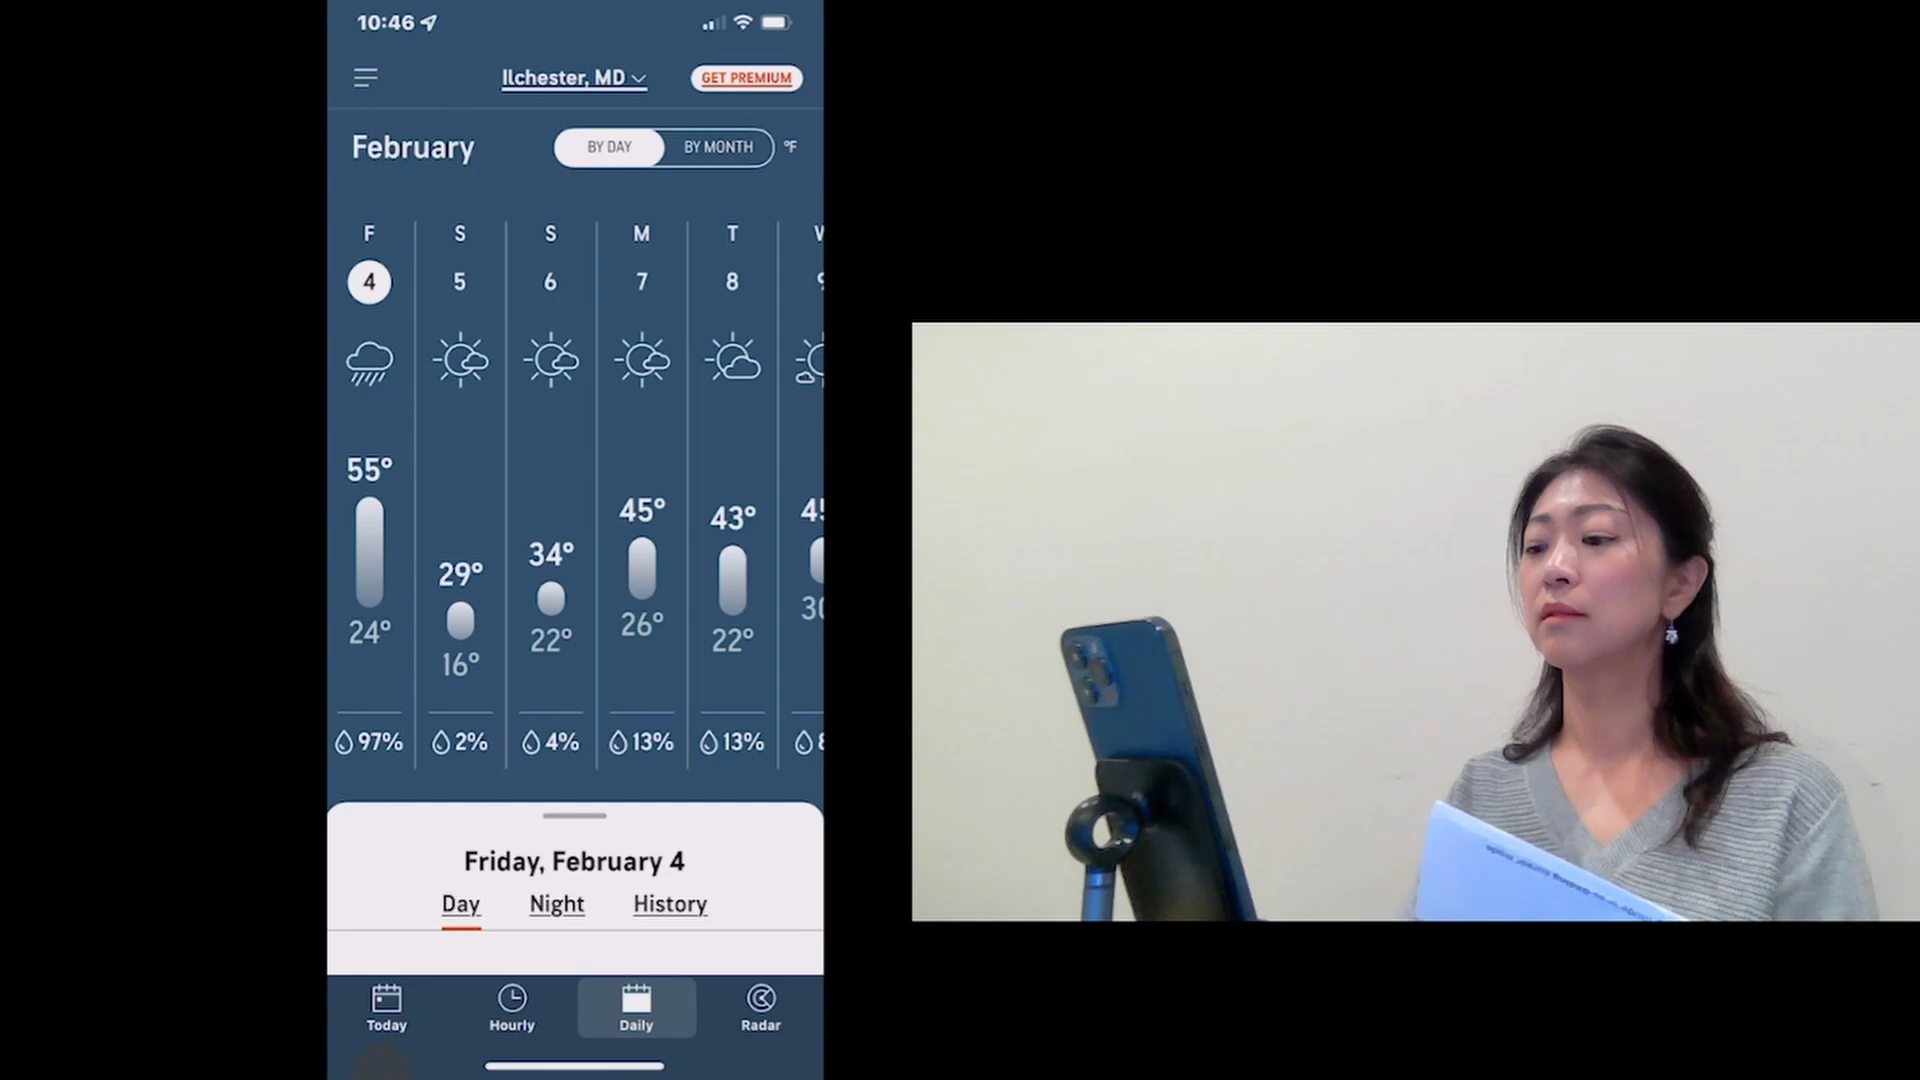 10:46
Ilchester, MD
GET PREMIUM
February
BY DAY
BY MONTH
°F
F S S M T
4 5 6 7 8
55° 29° 34° 45° 43°
24° 16° 22° 26° 22°
97% 2% 4% 13% 13%
Friday, February 4
Day Night History
Today Hourly Daily Radar